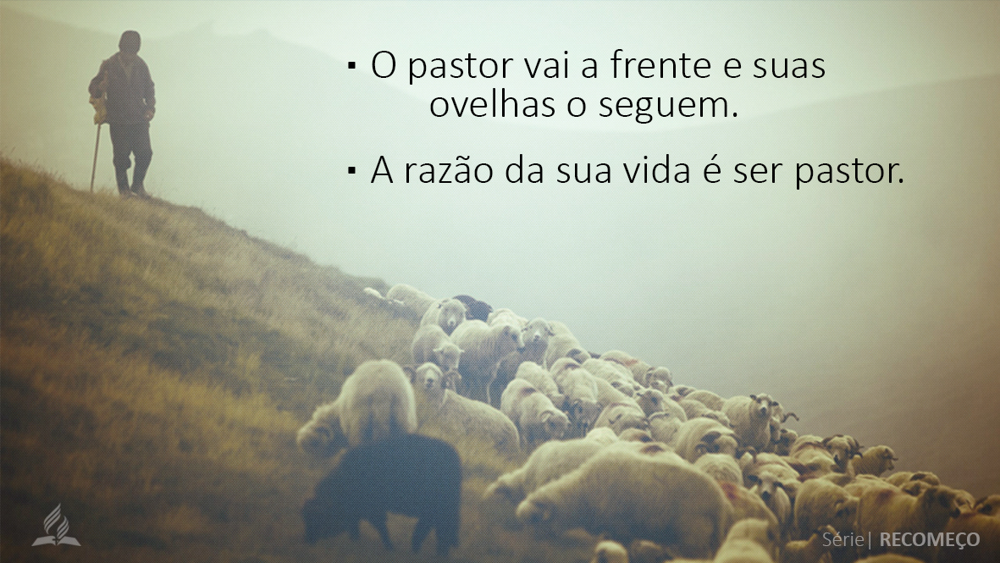 ▪ O pastor vai a frente e suas
ovelhas o seguem.
▪ A razão da sua vida é ser pastor.
Série| RECOMEÇO